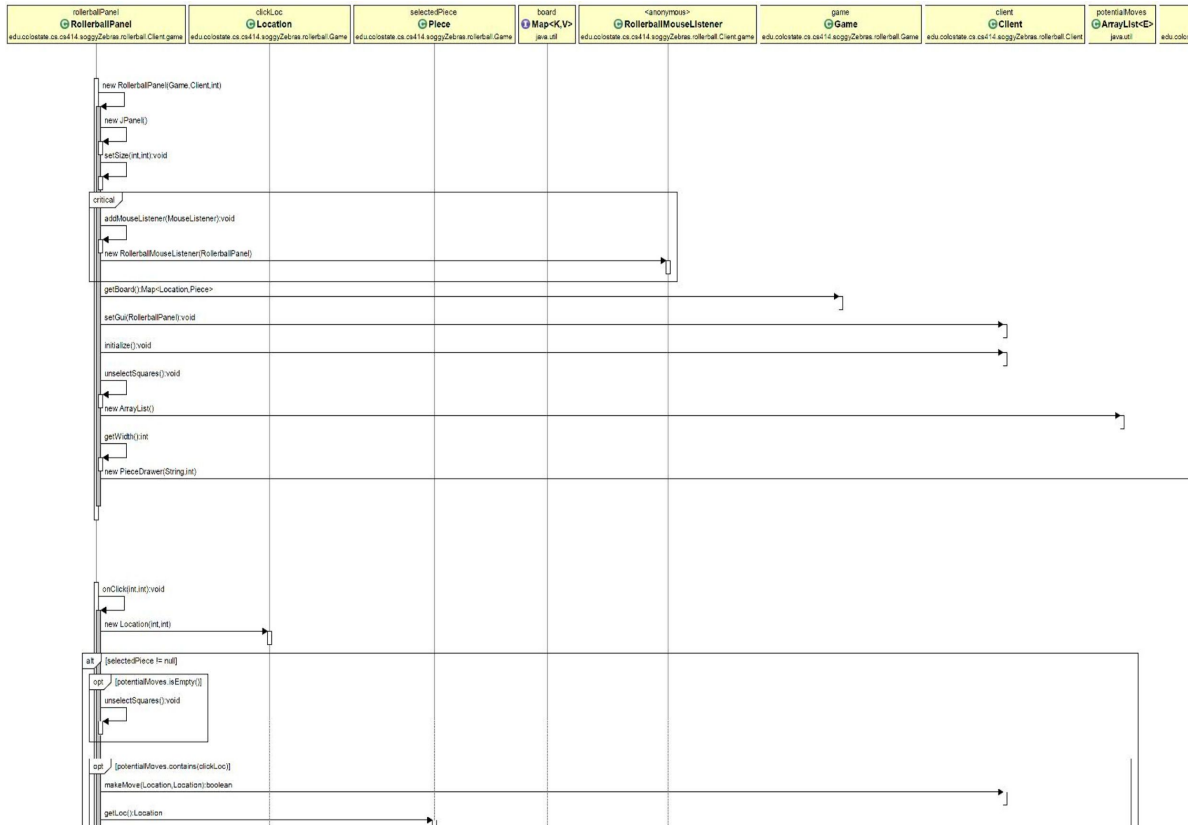 rollerballPanel
RollerballPanel
edu.colostate.cs.cs414.soggyZebras.rollerball.Client.game
clickLoc
Location
edu.colostate.cs.cs414.soggyZebras.rollerball.Game
selectedPiece
Piece
edu.colostate.cs.cs414.soggyZebras.rollerball.Game
board
Map<K,V>
java.util
<anonymous>
RollerballMouseListener
edu.colostate.cs.cs414.soggyZebras.rollerball.Client.game
game
Game
edu.colostate.cs.cs414.soggyZebras.rollerball.Game
client
Client
edu.colostate.cs.cs414.soggyZebras.rollerball.Client
potentialMoves
ArrayList<E>
java.util
new RollerballPanel(Game,Client,int)
new JPanel()
setSize(int,int):void
critical
addMouseListener(MouseListener):void
new RollerballMouseListener(RollerballPanel)
getBoard():Map<Location,Piece>
setGui(RollerballPanel):void
initialize():void
unselectSquares():void
new ArrayList()
getWidth():int
new PieceDrawer(String,int)
onClick(int,int):void
new Location(int,int)
alt [selectedPiece != null]
opt [potentialMoves.isEmpty()]
unselectSquares():void
opt [potentialMoves.contains(clickLoc)]
makeMove(Location,Location):boolean
getLoc():Location